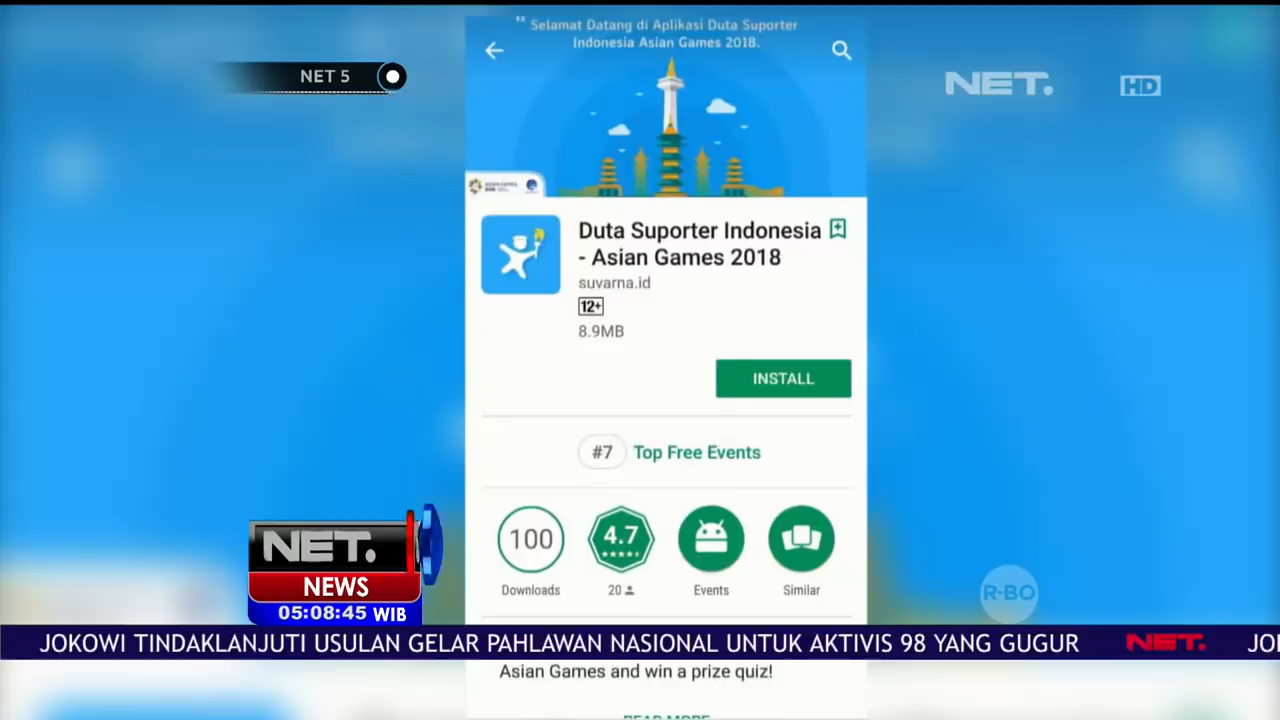 “ Selamat Datang di Aplikasi Duta Suporter
Indonesia Asian Games 2018.
NET 5
NET.
HD
Duta Suporter Indonesia
- Asian Games 2018
suvarna.id
12+
8.9MB
INSTALL
#7 Top Free Events
100
4.7
Downloads
20
Events
Similar
NET.
NEWS
05:08:45 WIB
R-BO
JOKOWI TINDAKLANJUTI USULAN GELAR PAHLAWAN NASIONAL UNTUK AKTIVIS 98 YANG GUGUR NET.
Asian Games and win a prize quiz!
READ MORE